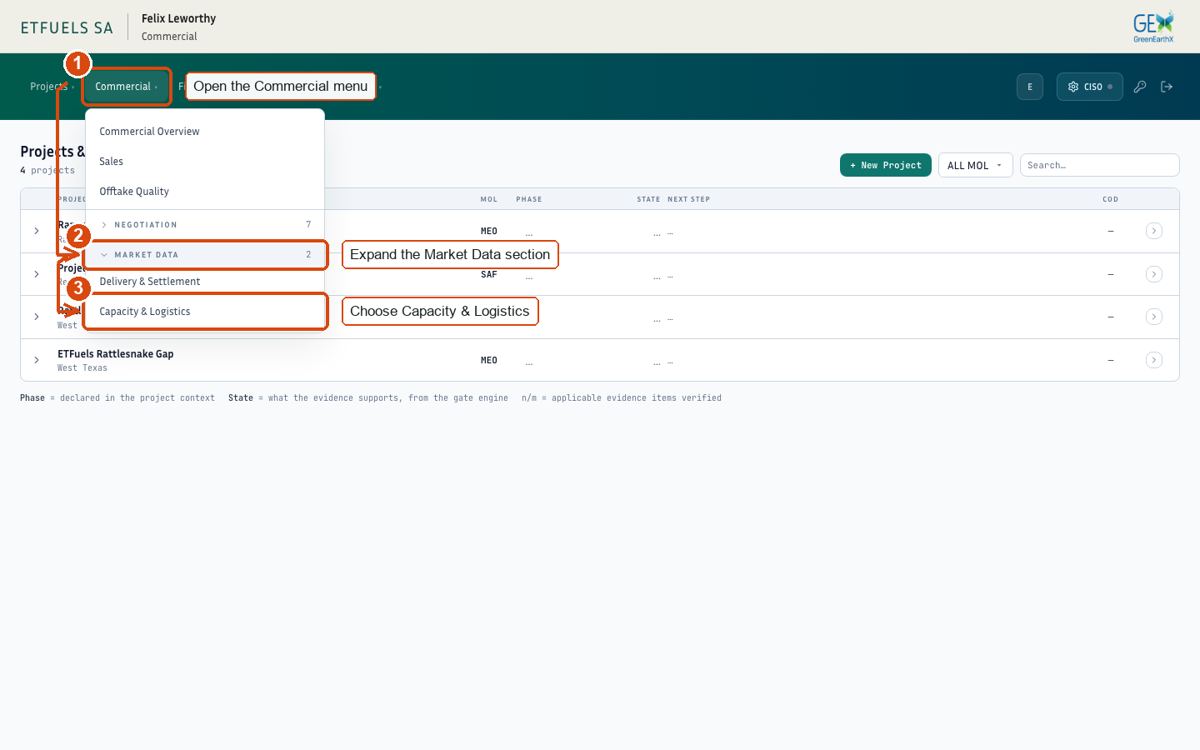 ETFUELS SA
Felix Leworthy
Commercial
GEX
GreenEarthX
1
Projects
Commercial
Open the Commercial menu
E
CISO
Commercial Overview
Sales
Offtake Quality
NEGOTIATION 7
2
MARKET DATA 2
Expand the Market Data section
Delivery & Settlement
3
Capacity & Logistics
Choose Capacity & Logistics
Projects &
4 projects
+ New Project
ALL MOL
Search…
MOL PHASE STATE NEXT STEP COD
MEO … … … —
SAF … —
West … … —
ETFuels Rattlesnake Gap MEO … … … —
West Texas
Phase = declared in the project context State = what the evidence supports, from the gate engine n/m = applicable evidence items verified